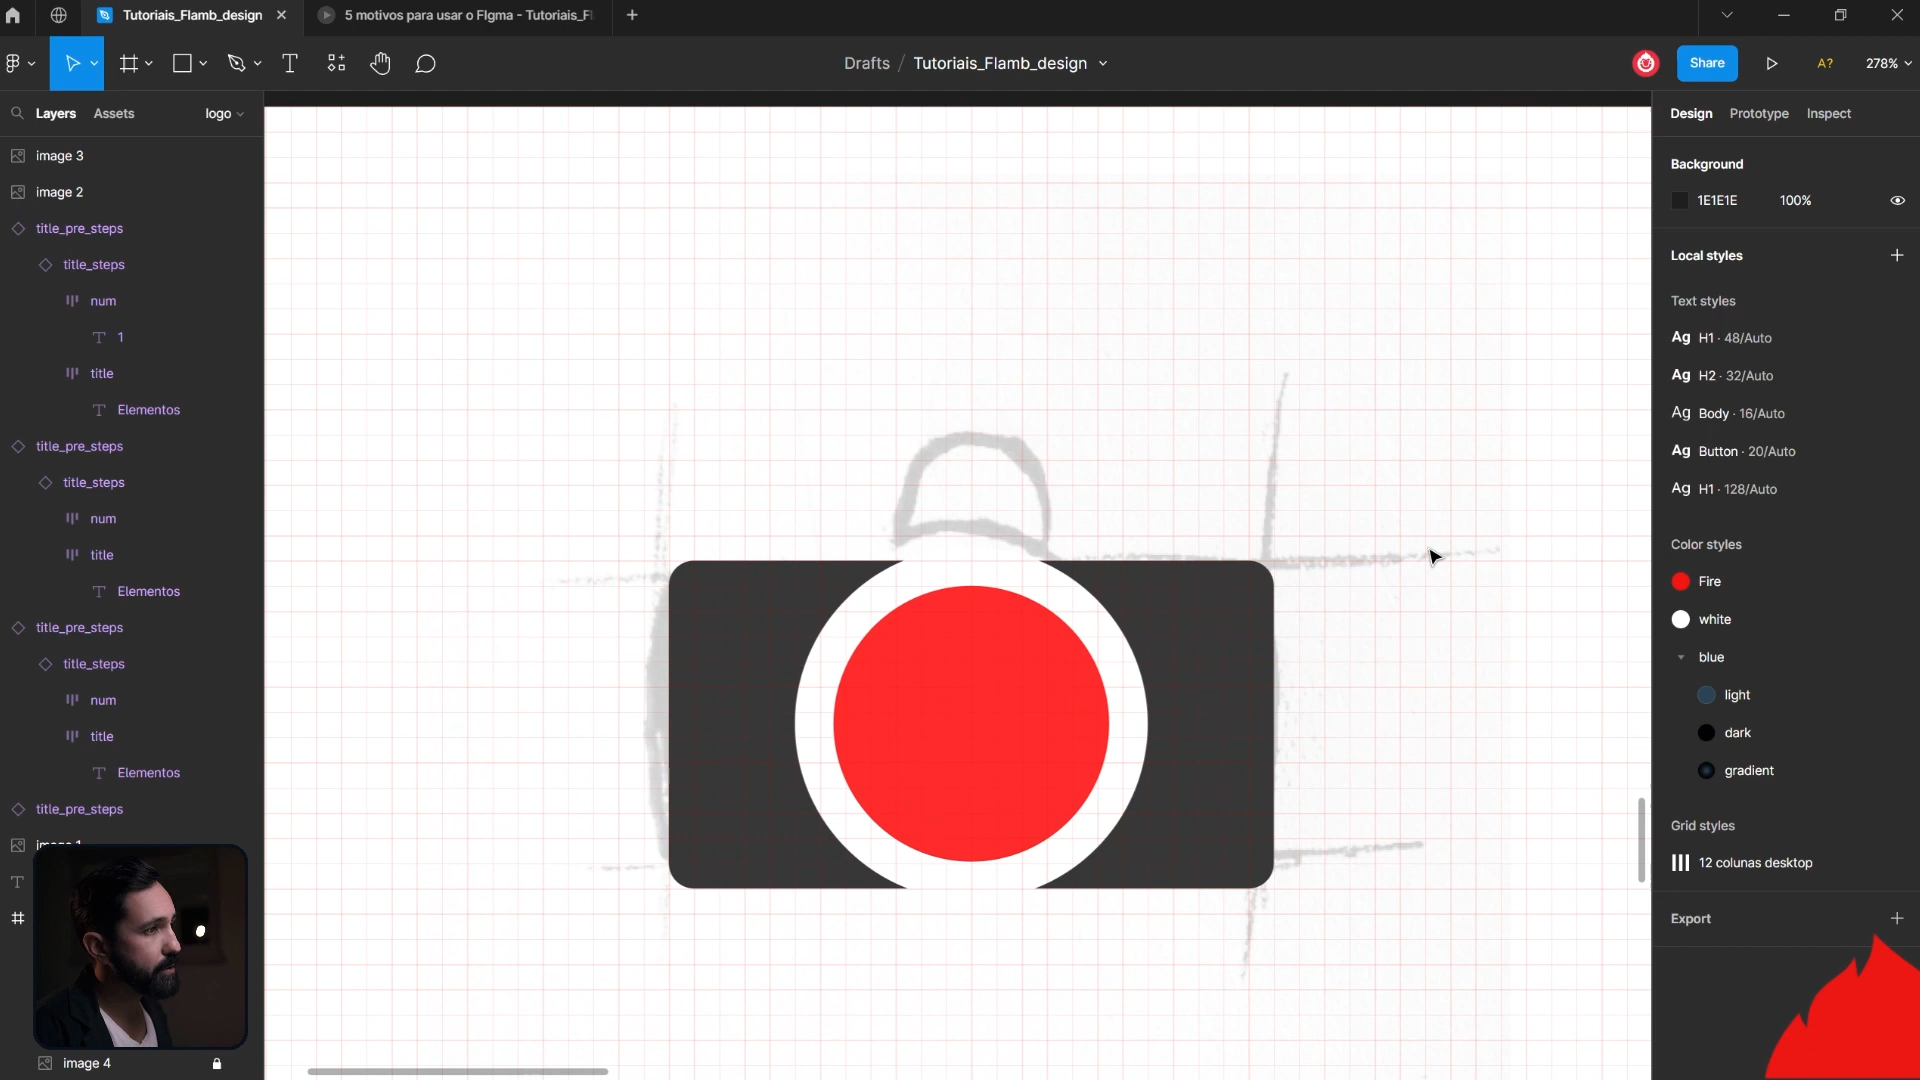 Tutoriais_Flamb_design
5 motivos para usar o FIgma - Tutoriais_Fl
Drafts / Tutoriais_Flamb_design
Share
A?
278%
Layers
Assets
logo
Design
Prototype
Inspect
image 3
image 2
title_pre_steps
title_steps
num
1
title
Elementos
title_pre_steps
title_steps
num
title
Elementos
title_pre_steps
title_steps
num
title
Elementos
title_pre_steps
image 1
image 4
Background
1E1E1E
100%
Local styles
Text styles
Ag H1 · 48/Auto
Ag H2 · 32/Auto
Ag Body · 16/Auto
Ag Button · 20/Auto
Ag H1 · 128/Auto
Color styles
Fire
white
blue
light
dark
gradient
Grid styles
12 colunas desktop
Export